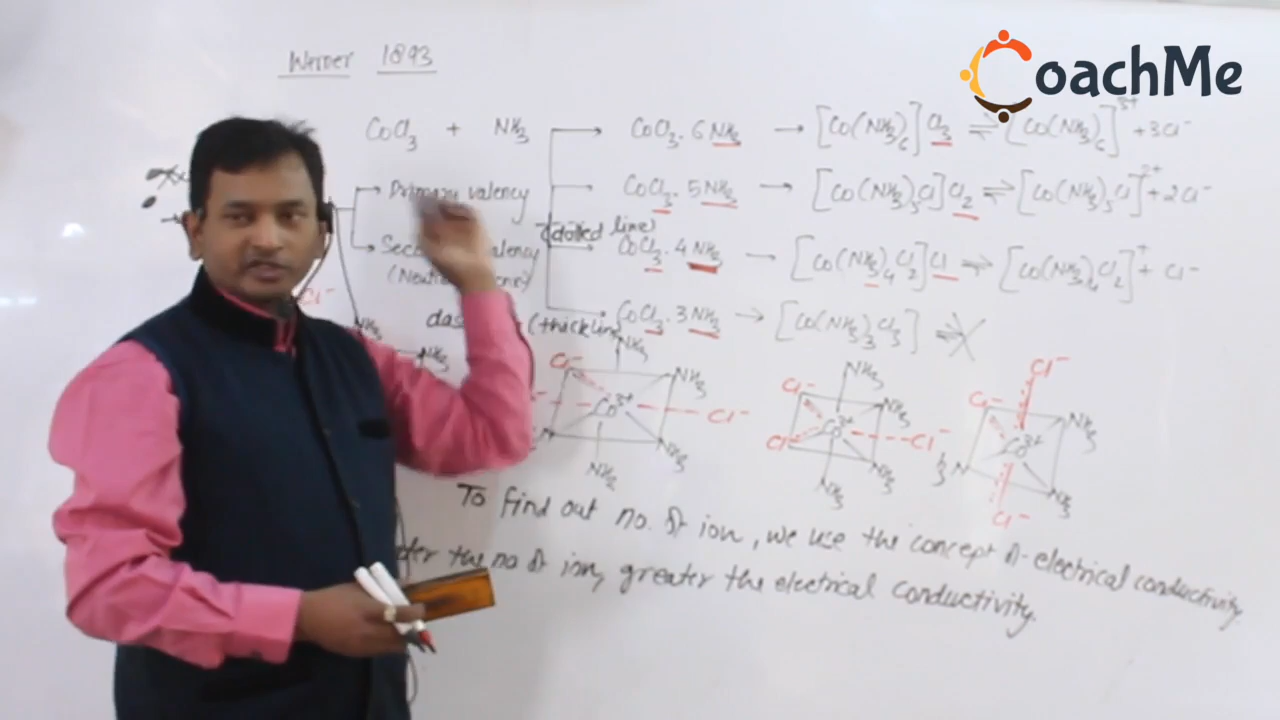 CoachMe
Werner 1893
CoCl₃ + NH₃
Primary valency
(dotted line)
(thick line)
CoCl₃·6NH₃ → [Co(NH₃)₆]Cl₃ ⇌ [Co(NH₃)₆]³⁺ + 3Cl⁻
CoCl₃·5NH₃ → [Co(NH₃)₅Cl]Cl₂ ⇌ [Co(NH₃)₅Cl]²⁺ + 2Cl⁻
CoCl₃·4NH₃ → [Co(NH₃)₄Cl₂]Cl ⇌ [Co(NH₃)₄Cl₂]⁺ + Cl⁻
CoCl₃·3NH₃ → [Co(NH₃)₃Cl₃] ⇌
Cl⁻
NH₃
NH₃
NH₃
Cl⁻
NH₃
Co³⁺
Cl⁻
NH₃
NH₃
NH₃
Cl⁻
NH₃
Co³⁺
Cl⁻
Cl⁻
NH₃
NH₃
Cl⁻
Cl⁻
NH₃
Co³⁺
NH₃
Cl⁻
To find out no. of ion, we use the concept of electrical conductivity
the no of ion, greater the electrical conductivity.